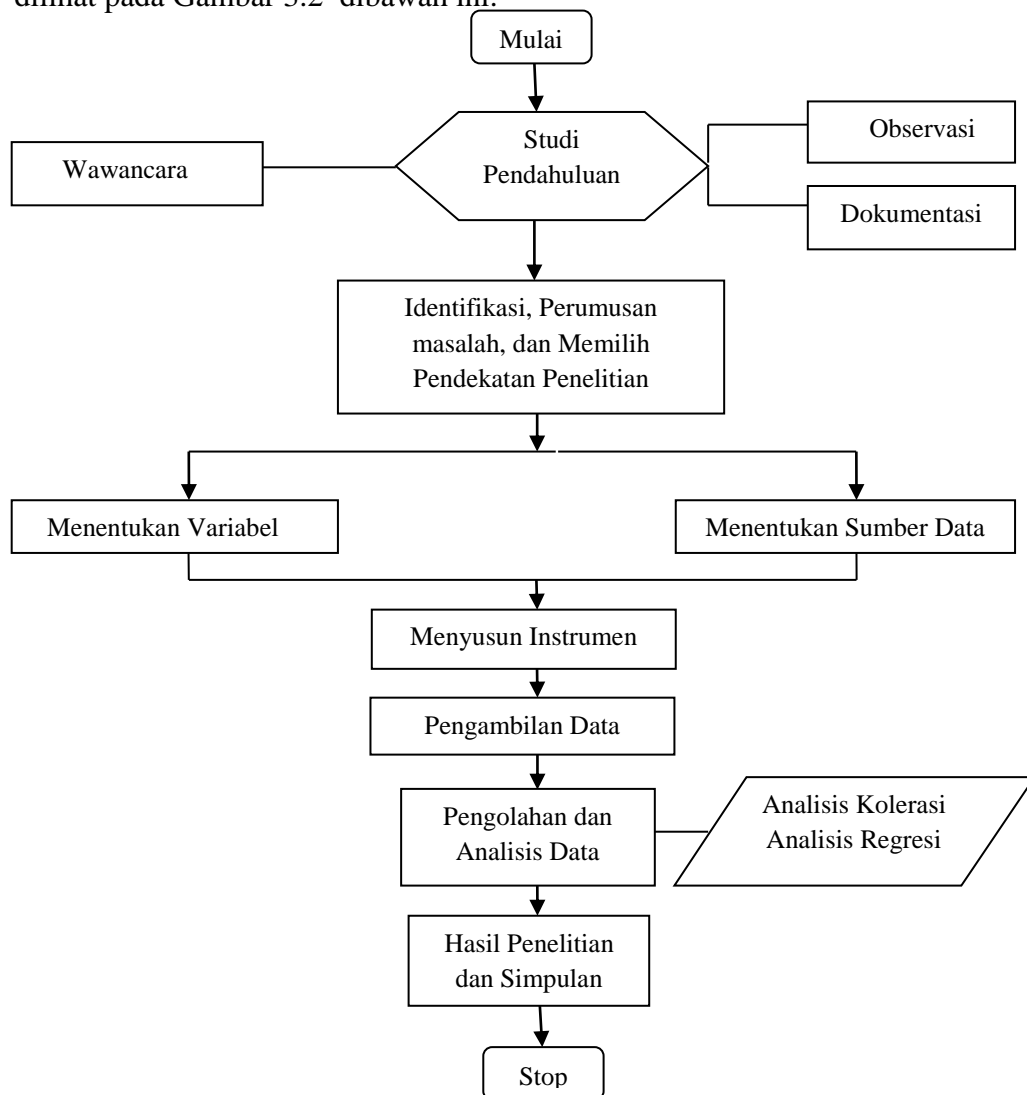 dilihat pada Gambar 3.2 dibawah ini:
Mulai
Studi
Pendahuluan
Wawancara
Observasi
Dokumentasi
Identifikasi, Perumusan
masalah, dan Memilih
Pendekatan Penelitian
Menentukan Variabel
Menentukan Sumber Data
Menyusun Instrumen
Pengambilan Data
Pengolahan dan
Analisis Data
Analisis Kolerasi
Analisis Regresi
Hasil Penelitian
dan Simpulan
Stop